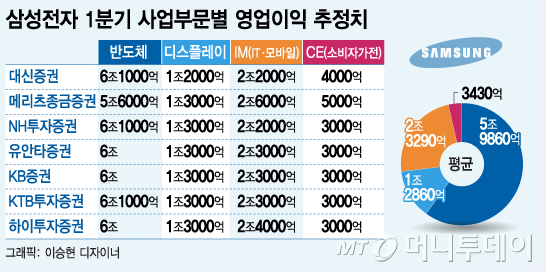 삼성전자 1분기 사업부문별 영업이익 추정치
반도체 디스플레이 IM(IT·모바일) CE(소비자가전)
대신증권 6조1000억 1조2000억 2조2000억 4000억
메리츠종금증권 5조6000억 1조3000억 2조6000억 5000억
NH투자증권 6조1000억 1조3000억 2조2000억 3000억
유안타증권 6조 1조3000억 2조3000억 3000억
KB증권 6조 1조3000억 2조3000억 3000억
KTB투자증권 6조1000억 1조3000억 2조3000억 3000억
하이투자증권 6조 1조3000억 2조4000억 3000억
SAMSUNG
3430억
2조
3290억
5조
9860억
평균
1조
2860억
그래픽: 이승현 디자이너
MT 머니투데이